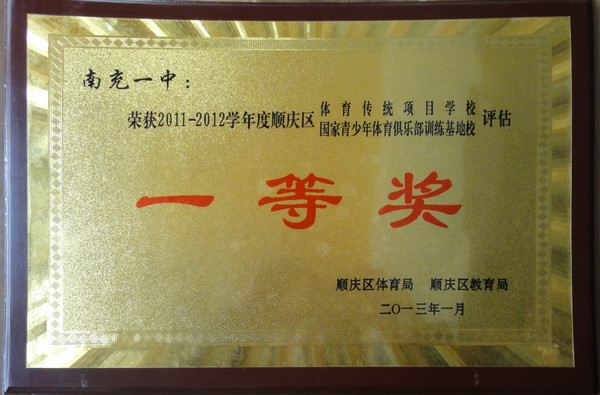 南充一中：
荣获2011-2012学年度顺庆区 体育传统项目学校 评估
国家青少年体育俱乐部训练基地校
一等奖
顺庆区体育局 顺庆区教育局
二〇一三年一月